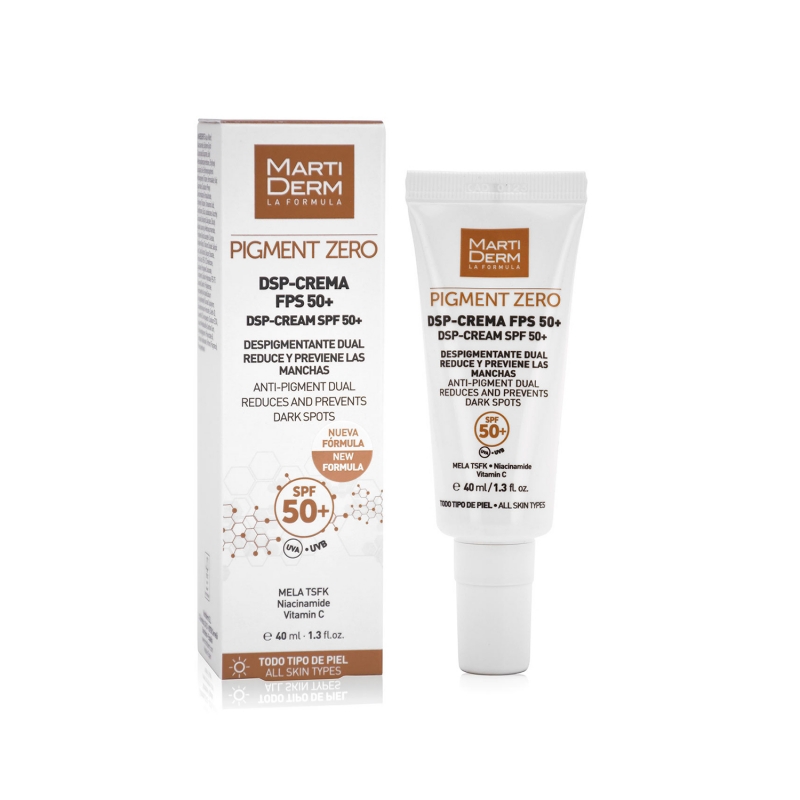 MARTI
DERM
LA FORMULA
PIGMENT ZERO
DSP-CREMA
FPS 50+
DSP-CREAM SPF 50+
DESPIGMENTANTE DUAL
REDUCE Y PREVIENE LAS
MANCHAS
ANTI-PIGMENT DUAL
REDUCES AND PREVENTS
DARK SPOTS
NUEVA
FÓRMULA
NEW
FORMULA
SPF
50+
UVA • UVB
MELA TSFK
Niacinamide
Vitamin C
℮ 40 ml · 1.3 fl.oz.
TODO TIPO DE PIEL
ALL SKIN TYPES
MARTI
DERM
LA FORMULA
PIGMENT ZERO
DSP-CREMA FPS 50+
DSP-CREAM SPF 50+
DESPIGMENTANTE DUAL
REDUCE Y PREVIENE LAS
MANCHAS
ANTI-PIGMENT DUAL
REDUCES AND PREVENTS
DARK SPOTS
SPF
50+
UVA • UVB
MELA TSFK • Niacinamide
Vitamin C
℮ 40 ml/1.3 fl. oz.
TODO TIPO DE PIEL • ALL SKIN TYPES